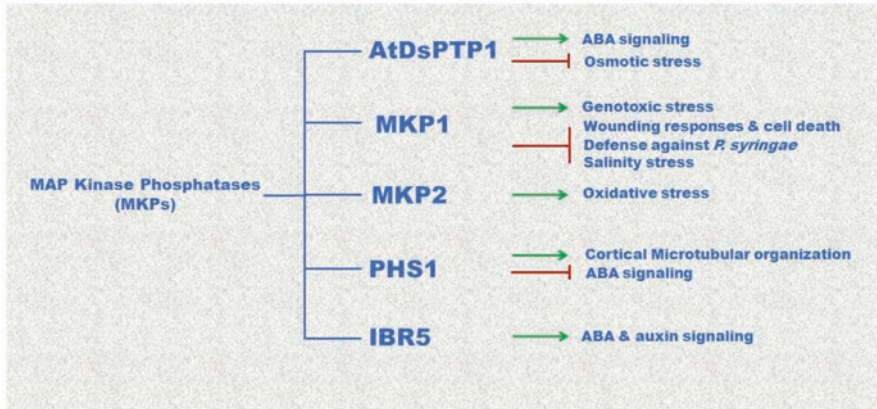 AtDsPTP1
ABA signaling
Osmotic stress
MKP1
Genotoxic stress
Wounding responses & cell death
Defense against P. syringae
Salinity stress
MAP Kinase Phosphatases
(MKPs)
MKP2
Oxidative stress
PHS1
Cortical Microtubular organization
ABA signaling
IBR5
ABA & auxin signaling